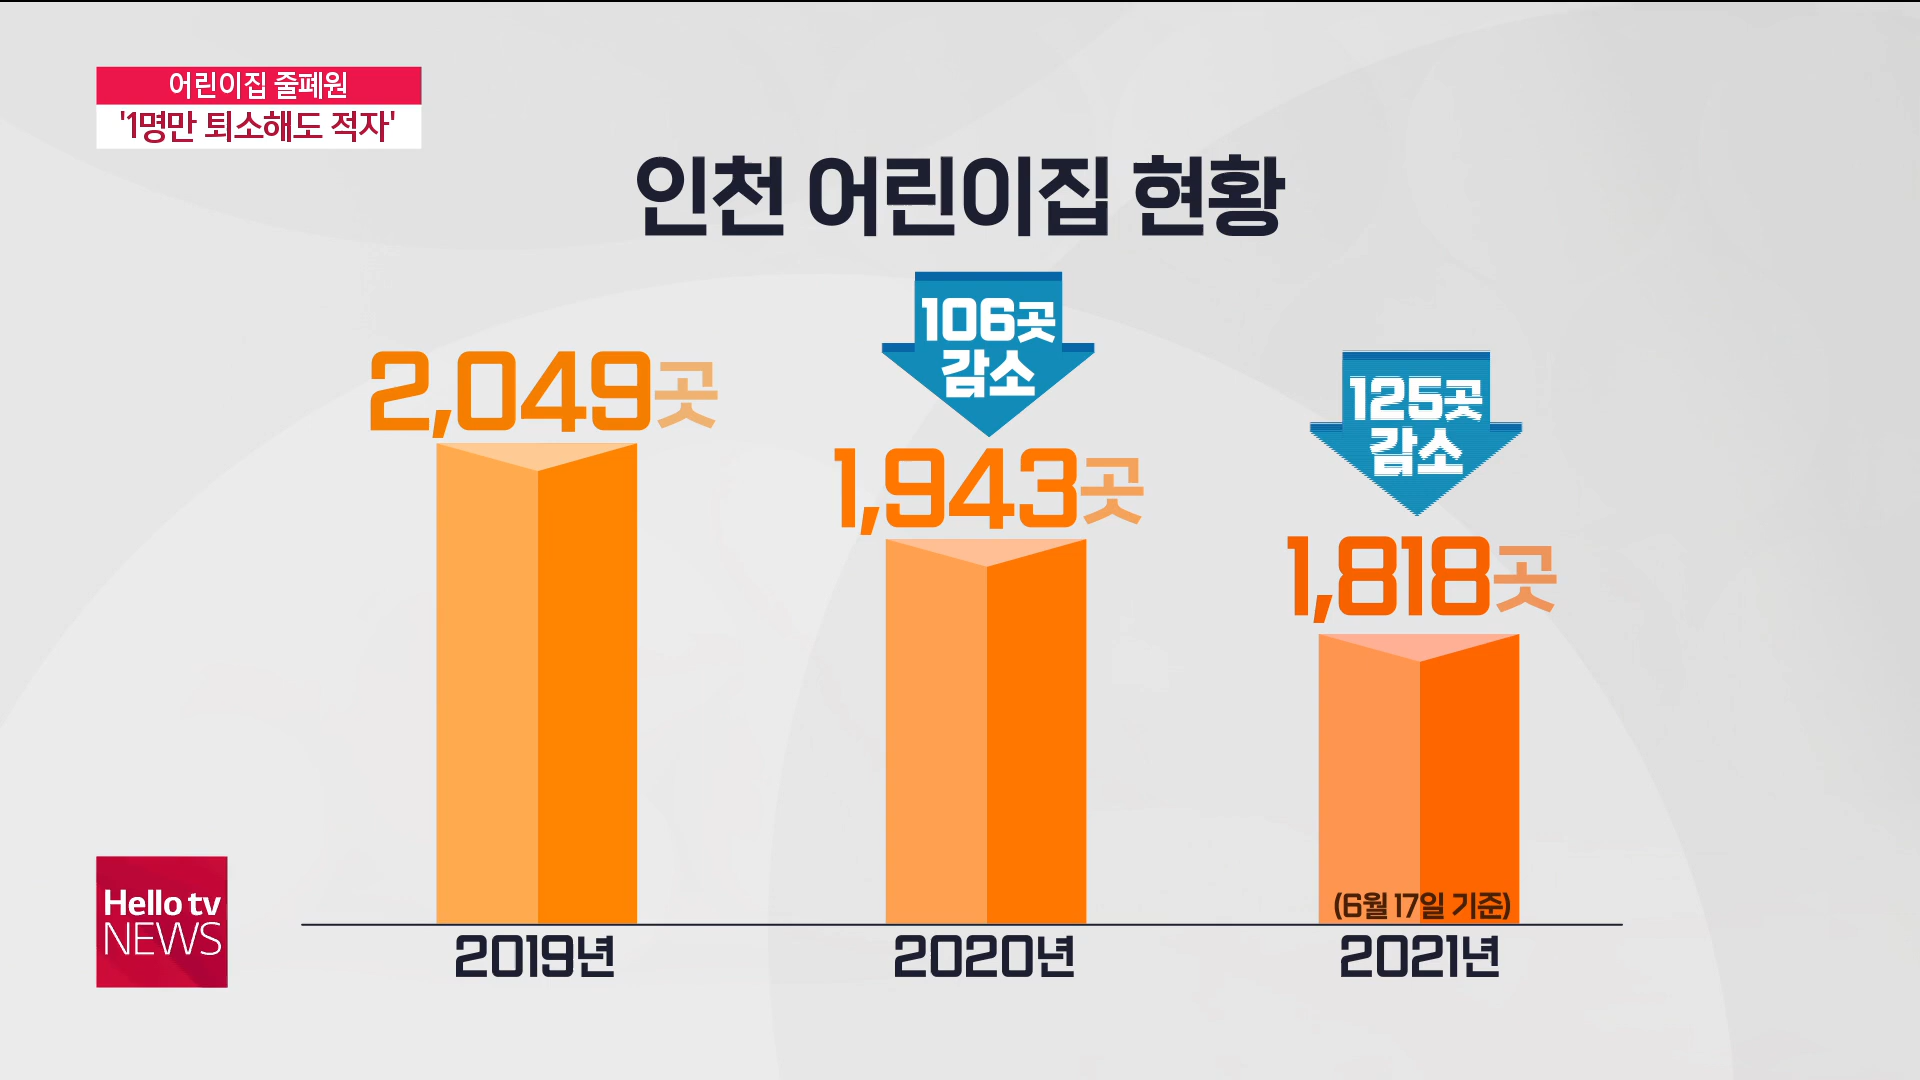 어린이집 줄폐원
'1명만 퇴소해도 적자'
인천 어린이집 현황
2,049곳
106곳
감소
1,943곳
125곳
감소
1,818곳
(6월 17일 기준)
2019년
2020년
2021년
Hello tv
NEWS